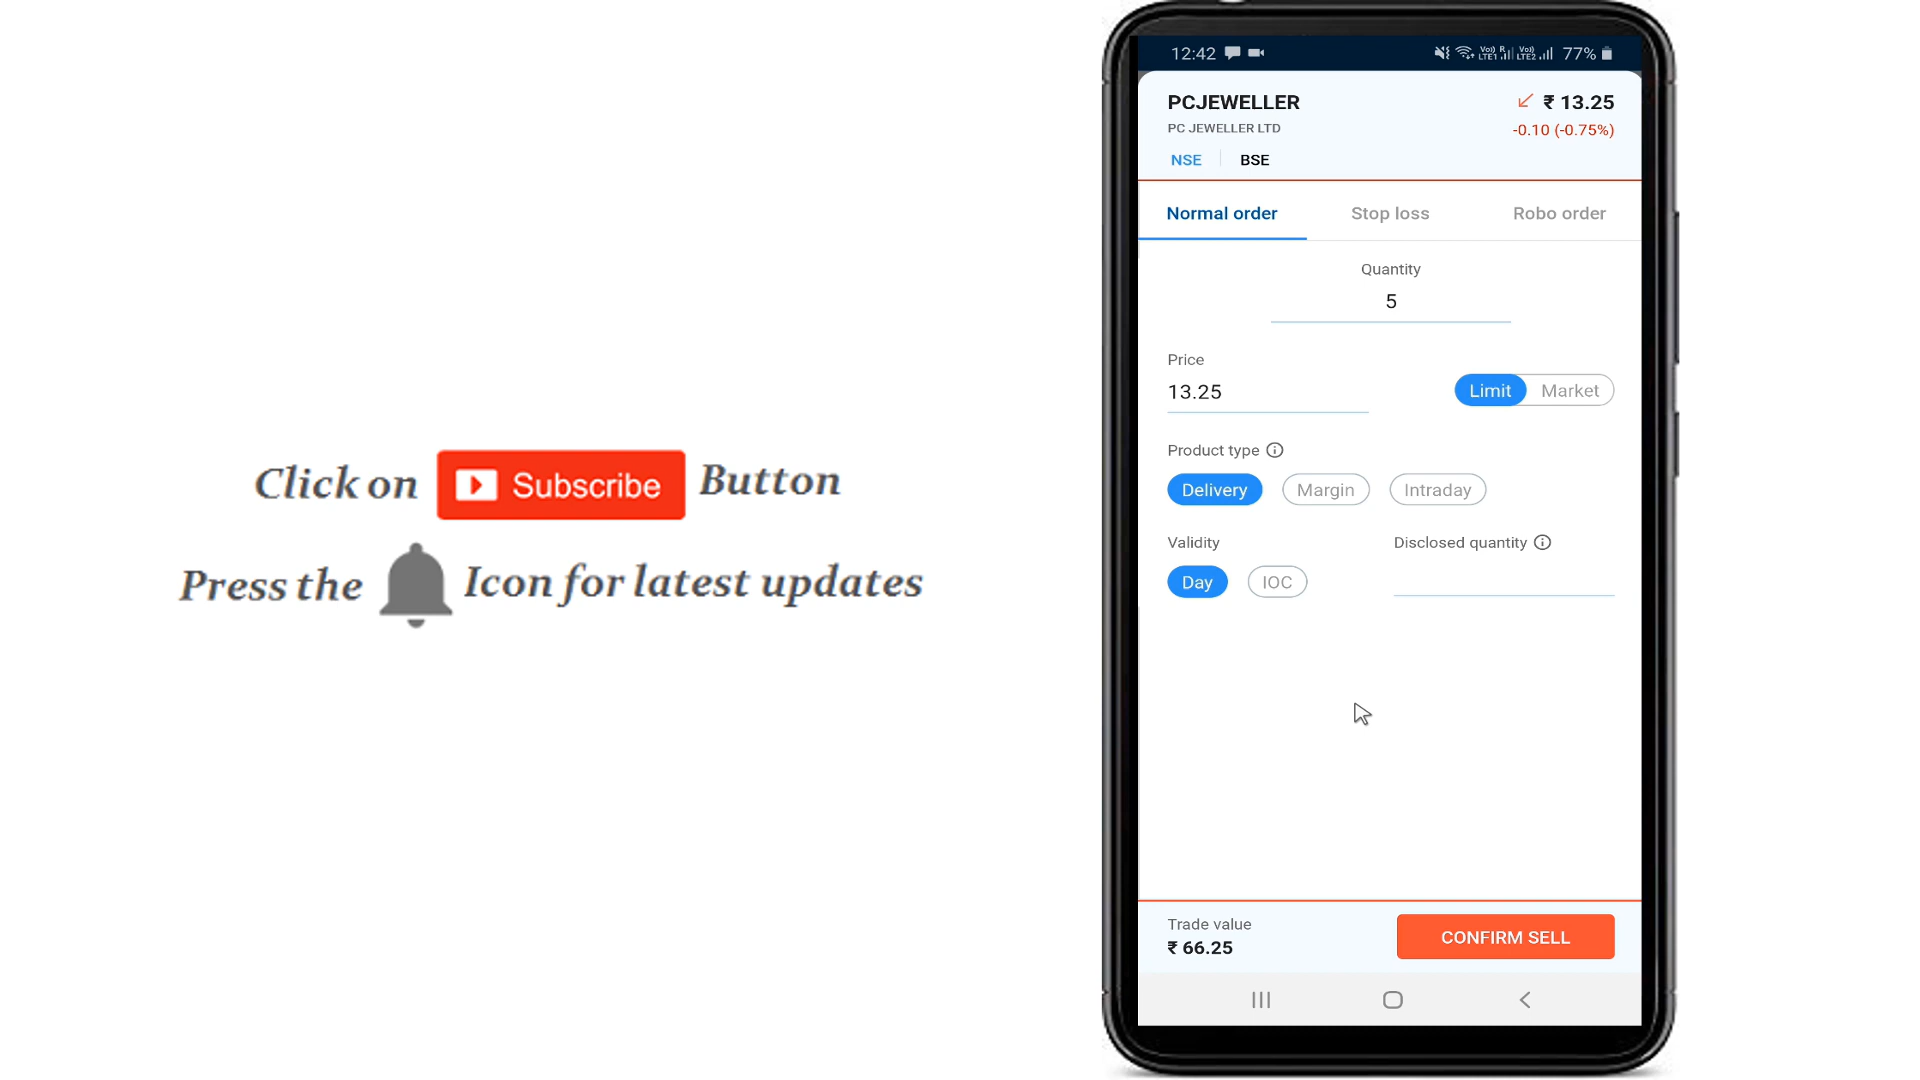 Click on Subscribe Button
Press the Icon for latest updates
12:42 77%
PCJEWELLER ₹ 13.25
PC JEWELLER LTD -0.10 (-0.75%)
NSE BSE
Normal order Stop loss Robo order
Quantity
5
Price
13.25 Limit Market
Product type
Delivery Margin Intraday
Validity Disclosed quantity
Day IOC
Trade value
₹ 66.25 CONFIRM SELL